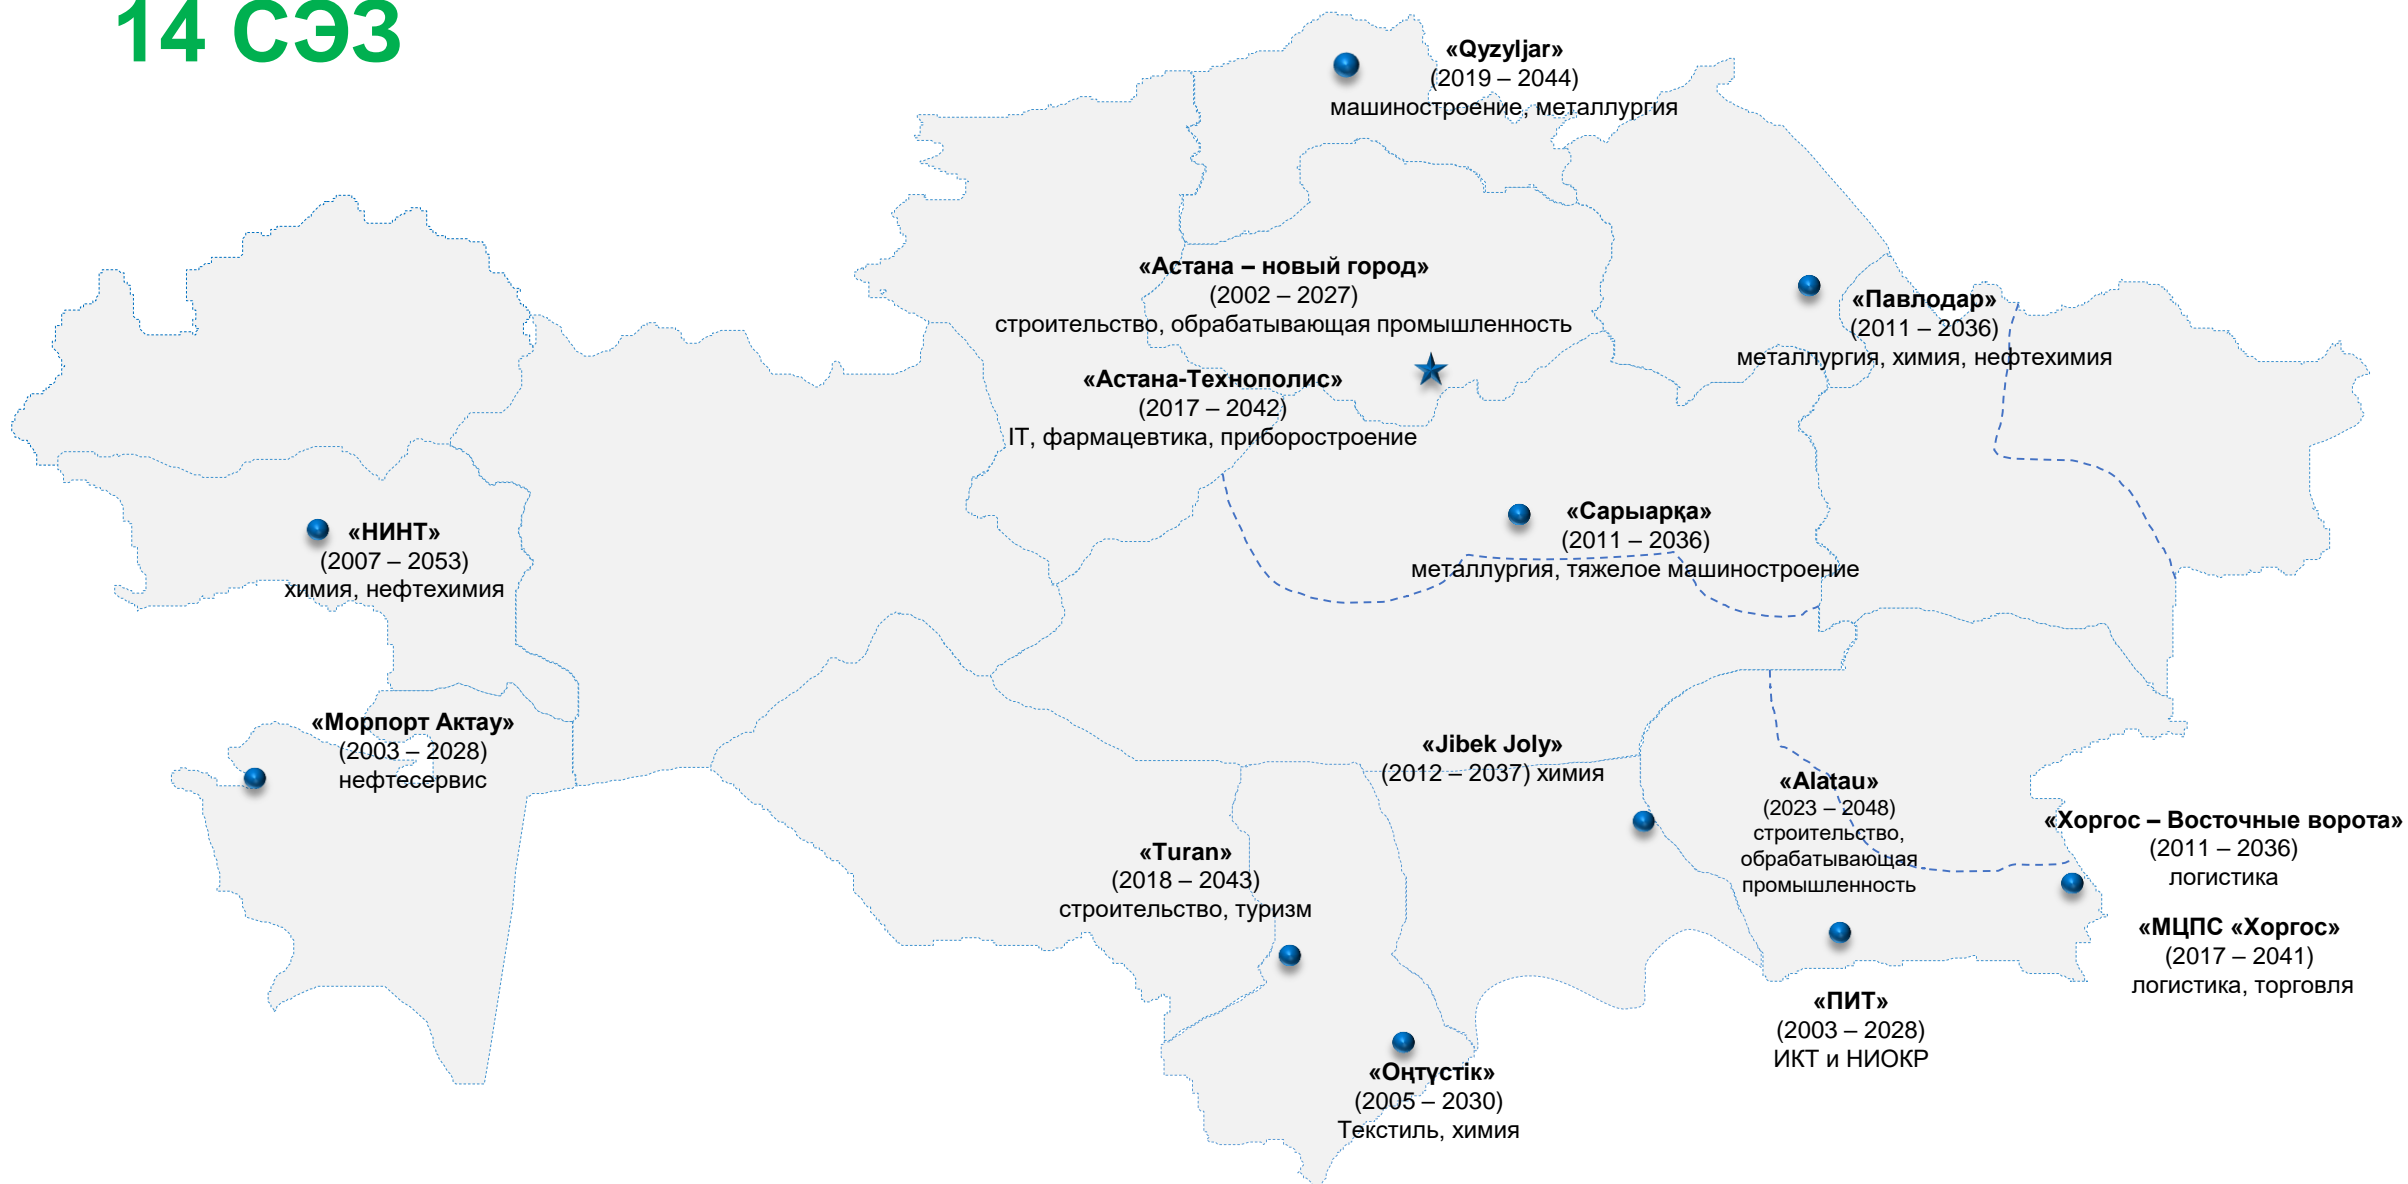 14 СЭЗ
«Qyzyljar»
(2019 – 2044)
машиностроение, металлургия
«Астана – новый город»
(2002 – 2027)
строительство, обрабатывающая промышленность
«Павлодар»
(2011 – 2036)
металлургия, химия, нефтехимия
«Астана-Технополис»
(2017 – 2042)
IT, фармацевтика, приборостроение
«НИНТ»
(2007 – 2053)
химия, нефтехимия
«Сарыарқа»
(2011 – 2036)
металлургия, тяжелое машиностроение
«Морпорт Актау»
(2003 – 2028)
нефтесервис
«Jibek Joly»
(2012 – 2037) химия
«Alatau»
(2023 – 2048)
строительство,
обрабатывающая
промышленность
«Хоргос – Восточные ворота»
(2011 – 2036)
логистика
«Turan»
(2018 – 2043)
строительство, туризм
«МЦПС «Хоргос»
(2017 – 2041)
логистика, торговля
«ПИТ»
(2003 – 2028)
ИКТ и НИОКР
«Оңтүстік»
(2005 – 2030)
Текстиль, химия